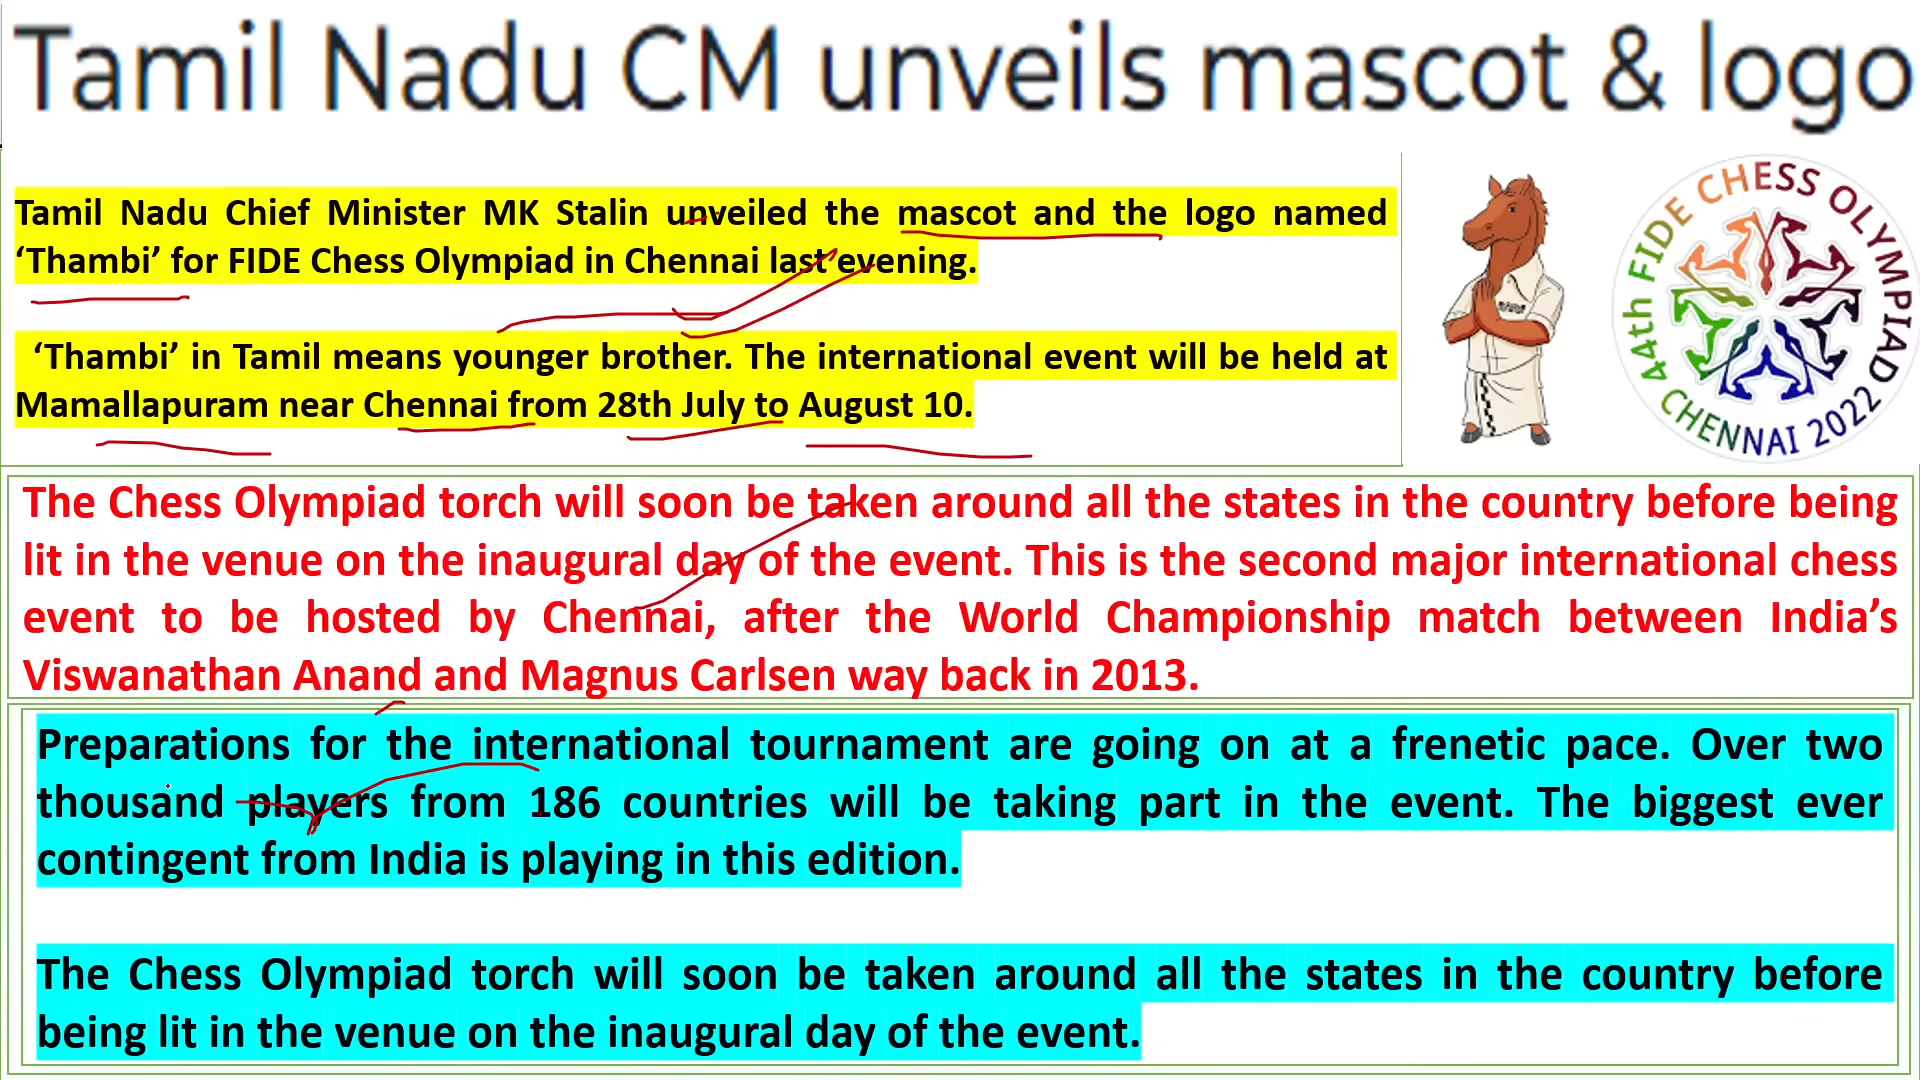 Tamil Nadu CM unveils mascot & logo
Tamil Nadu Chief Minister MK Stalin unveiled the mascot and the logo named
‘Thambi’ for FIDE Chess Olympiad in Chennai last evening.
‘Thambi’ in Tamil means younger brother. The international event will be held at
Mamallapuram near Chennai from 28th July to August 10.
44th FIDE CHESS OLYMPIAD
CHENNAI 2022
The Chess Olympiad torch will soon be taken around all the states in the country before being
lit in the venue on the inaugural day of the event. This is the second major international chess
event to be hosted by Chennai, after the World Championship match between India’s
Viswanathan Anand and Magnus Carlsen way back in 2013.
Preparations for the international tournament are going on at a frenetic pace. Over two
thousand players from 186 countries will be taking part in the event. The biggest ever
contingent from India is playing in this edition.
The Chess Olympiad torch will soon be taken around all the states in the country before
being lit in the venue on the inaugural day of the event.